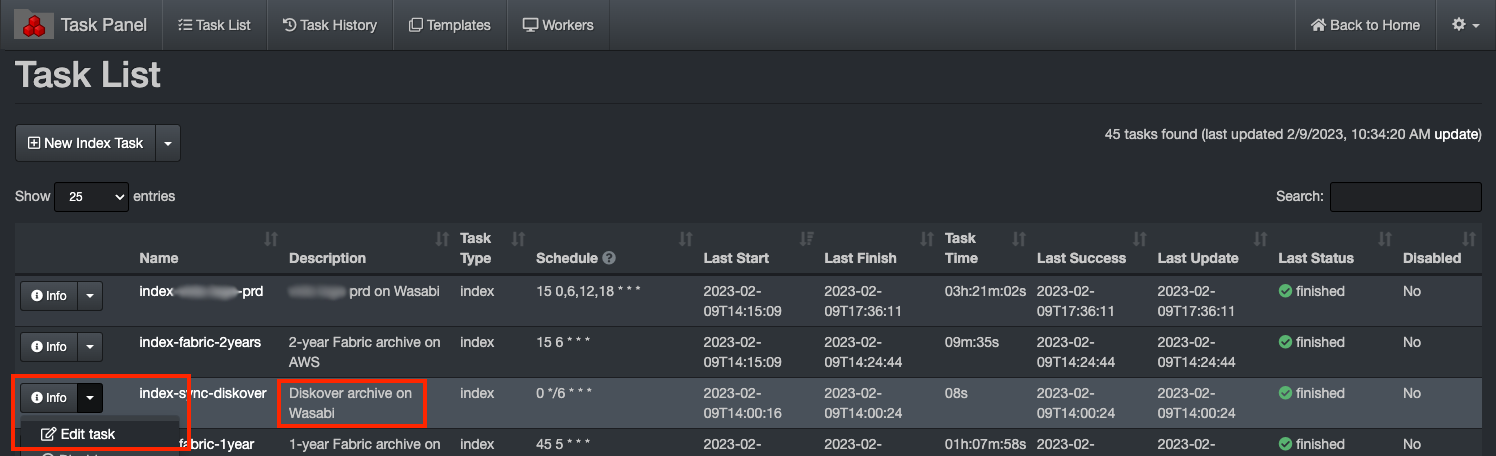 Task Panel Task List Task History Templates Workers Back to Home
Task List
New Index Task
45 tasks found (last updated 2/9/2023, 10:34:20 AM update)
Show 25 entries
Search:
Name Description Task Type Schedule Last Start Last Finish Task Time Last Success Last Update Last Status Disabled
Info index- -prd prd on Wasabi index 15 0,6,12,18 * * * 2023-02-09T14:15:09 2023-02-09T17:36:11 03h:21m:02s 2023-02-09T17:36:11 2023-02-09T17:36:11 finished No
Info index-fabric-2years 2-year Fabric archive on AWS index 15 6 * * * 2023-02-09T14:15:09 2023-02-09T14:24:44 09m:35s 2023-02-09T14:24:44 2023-02-09T14:24:44 finished No
Info index-sync-diskover Diskover archive on Wasabi index 0 */6 * * * 2023-02-09T14:00:16 2023-02-09T14:00:24 08s 2023-02-09T14:00:24 2023-02-09T14:00:24 finished No
Edit task
fabric-1year 1-year Fabric archive on index 45 5 * * * 2023-02- 2023-02- 01h:07m:58s 2023-02- 2023-02- finished No